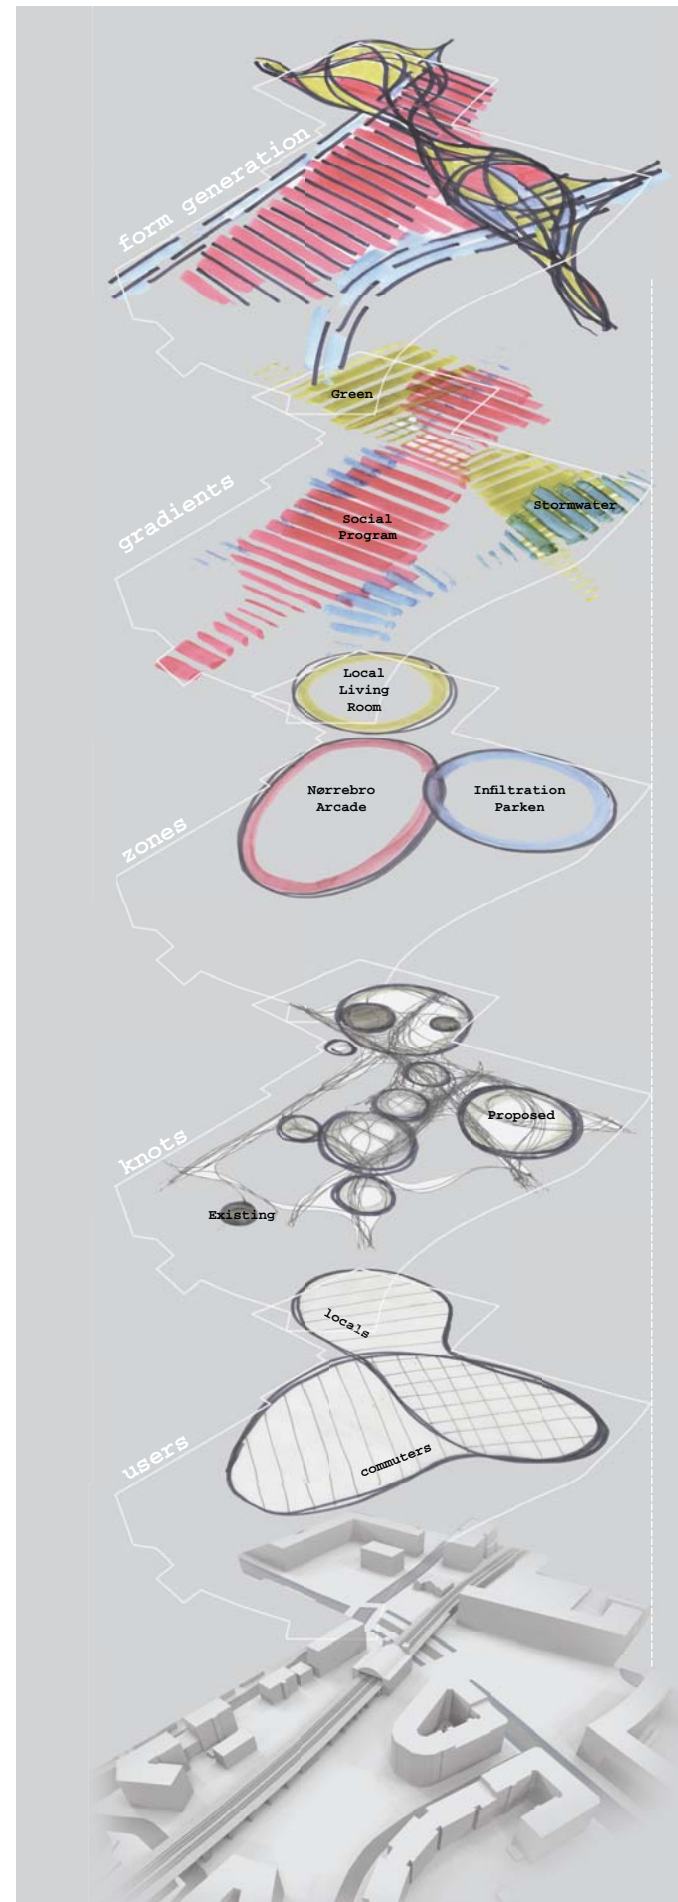 form generation
Green
gradients
Stormwater
Social
Program
Local
Living
Room
Nørrebro
Arcade
Infiltration
Parken
zones
Proposed
knots
Existing
locals
users
commuters